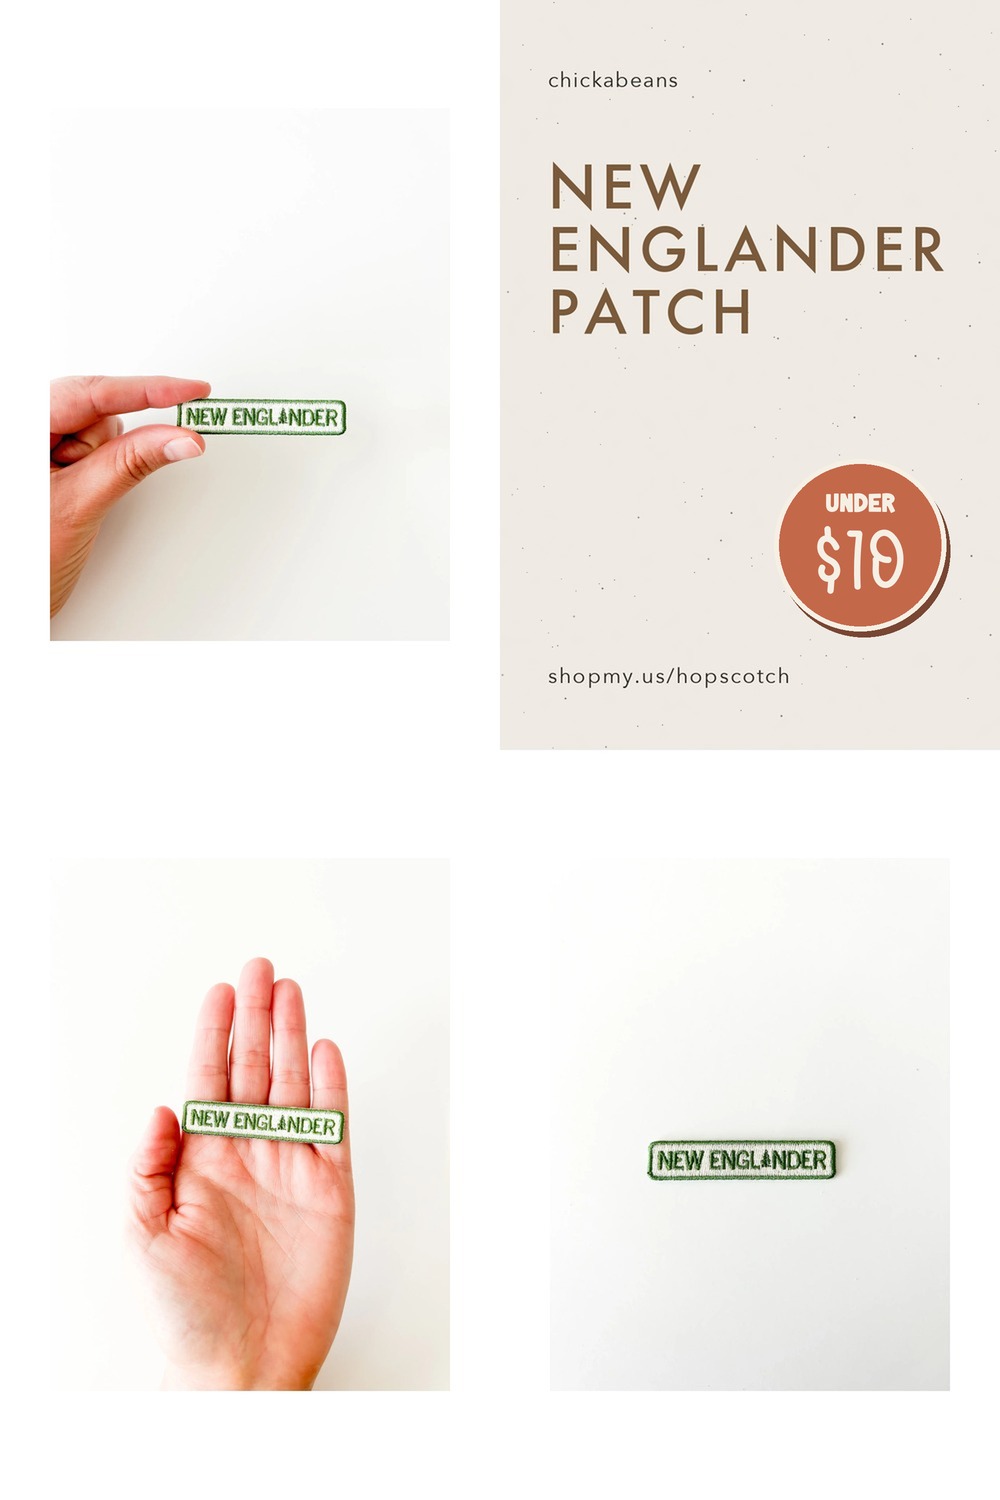 chickabeans
NEW
ENGLANDER
PATCH
NEW ENGLANDER
UNDER
$10
shopmy.us/hopscotch
NEW ENGLANDER
NEW ENGLANDER